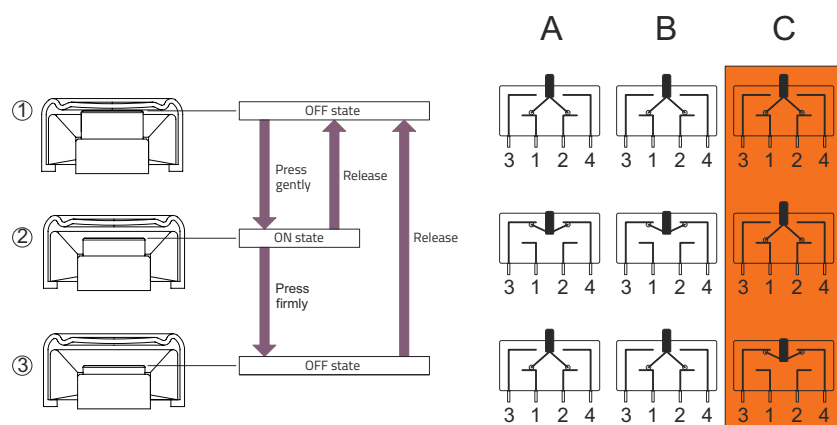 A B C
① OFF state
3 1 2 4 3 1 2 4 3 1 2 4
Press
gently
Release
② ON state
Release
3 1 2 4 3 1 2 4 3 1 2 4
Press
firmly
③ OFF state
3 1 2 4 3 1 2 4 3 1 2 4